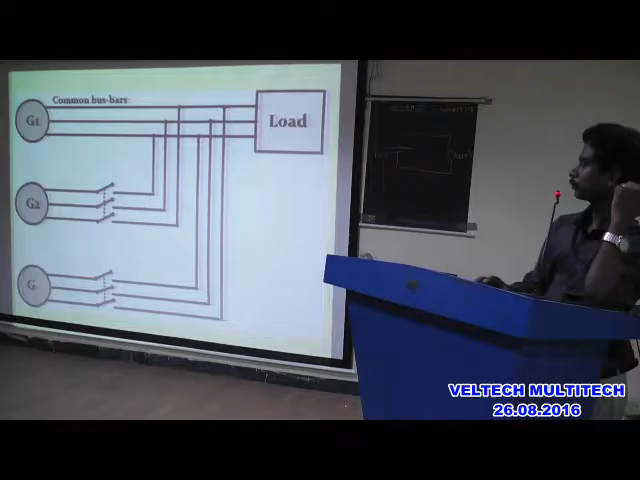 Common bus-bars
G1
Load
G2
G
VELTECH MULTITECH
26.08.2016